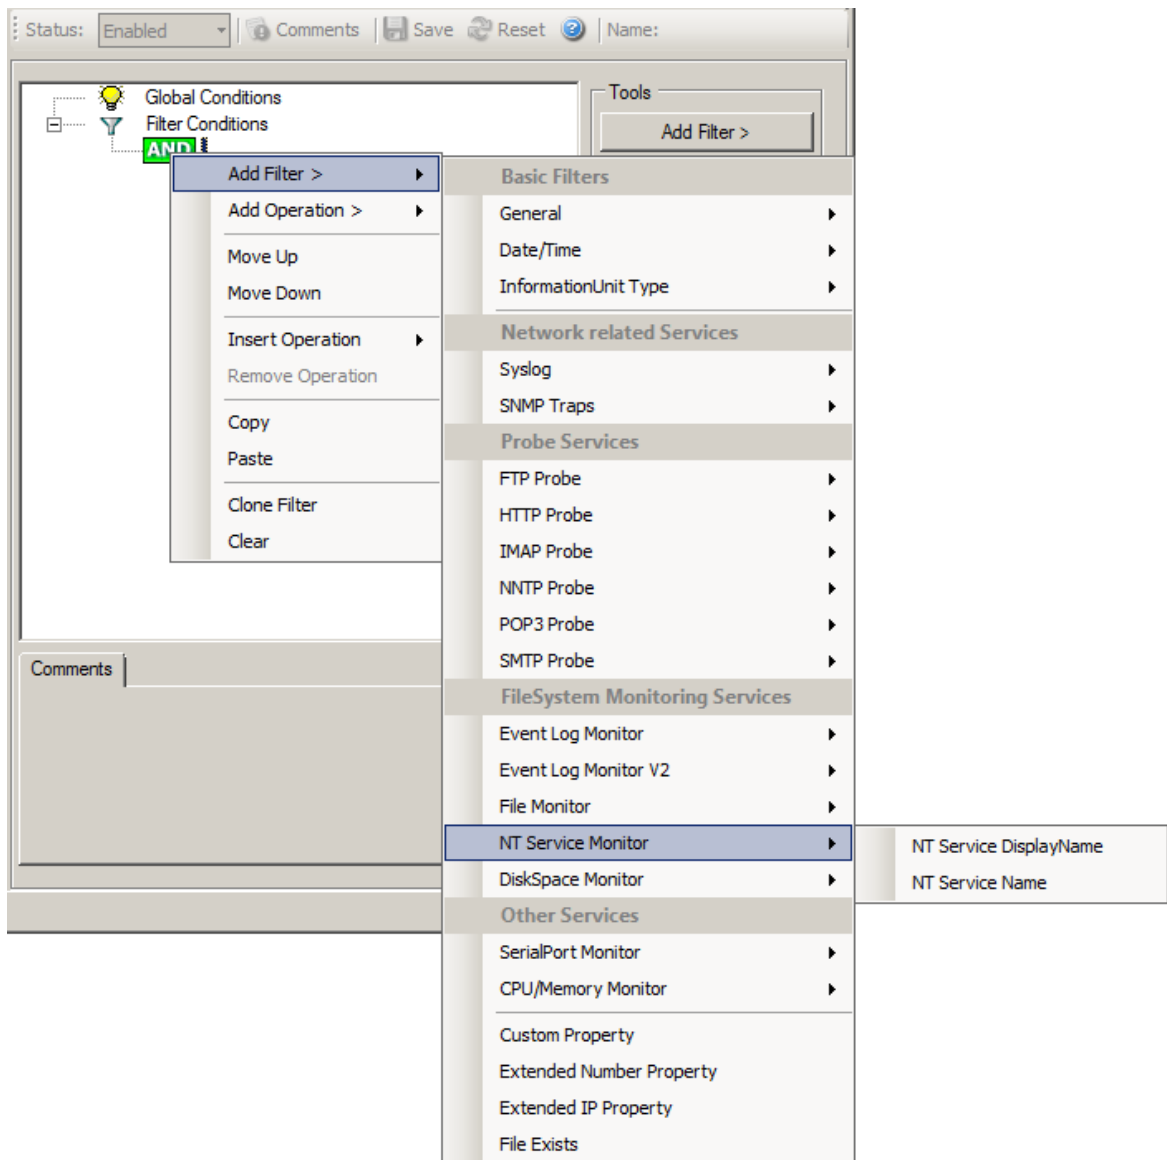 Status: Enabled Comments Save Reset Name:
Global Conditions
Filter Conditions
AND
Tools
Add Filter >
Add Filter >
Add Operation >
Move Up
Move Down
Insert Operation
Remove Operation
Copy
Paste
Clone Filter
Clear
Basic Filters
General
Date/Time
InformationUnit Type
Network related Services
Syslog
SNMP Traps
Probe Services
FTP Probe
HTTP Probe
IMAP Probe
NNTP Probe
POP3 Probe
SMTP Probe
FileSystem Monitoring Services
Event Log Monitor
Event Log Monitor V2
File Monitor
NT Service Monitor
DiskSpace Monitor
Other Services
SerialPort Monitor
CPU/Memory Monitor
Custom Property
Extended Number Property
Extended IP Property
File Exists
NT Service DisplayName
NT Service Name
Comments